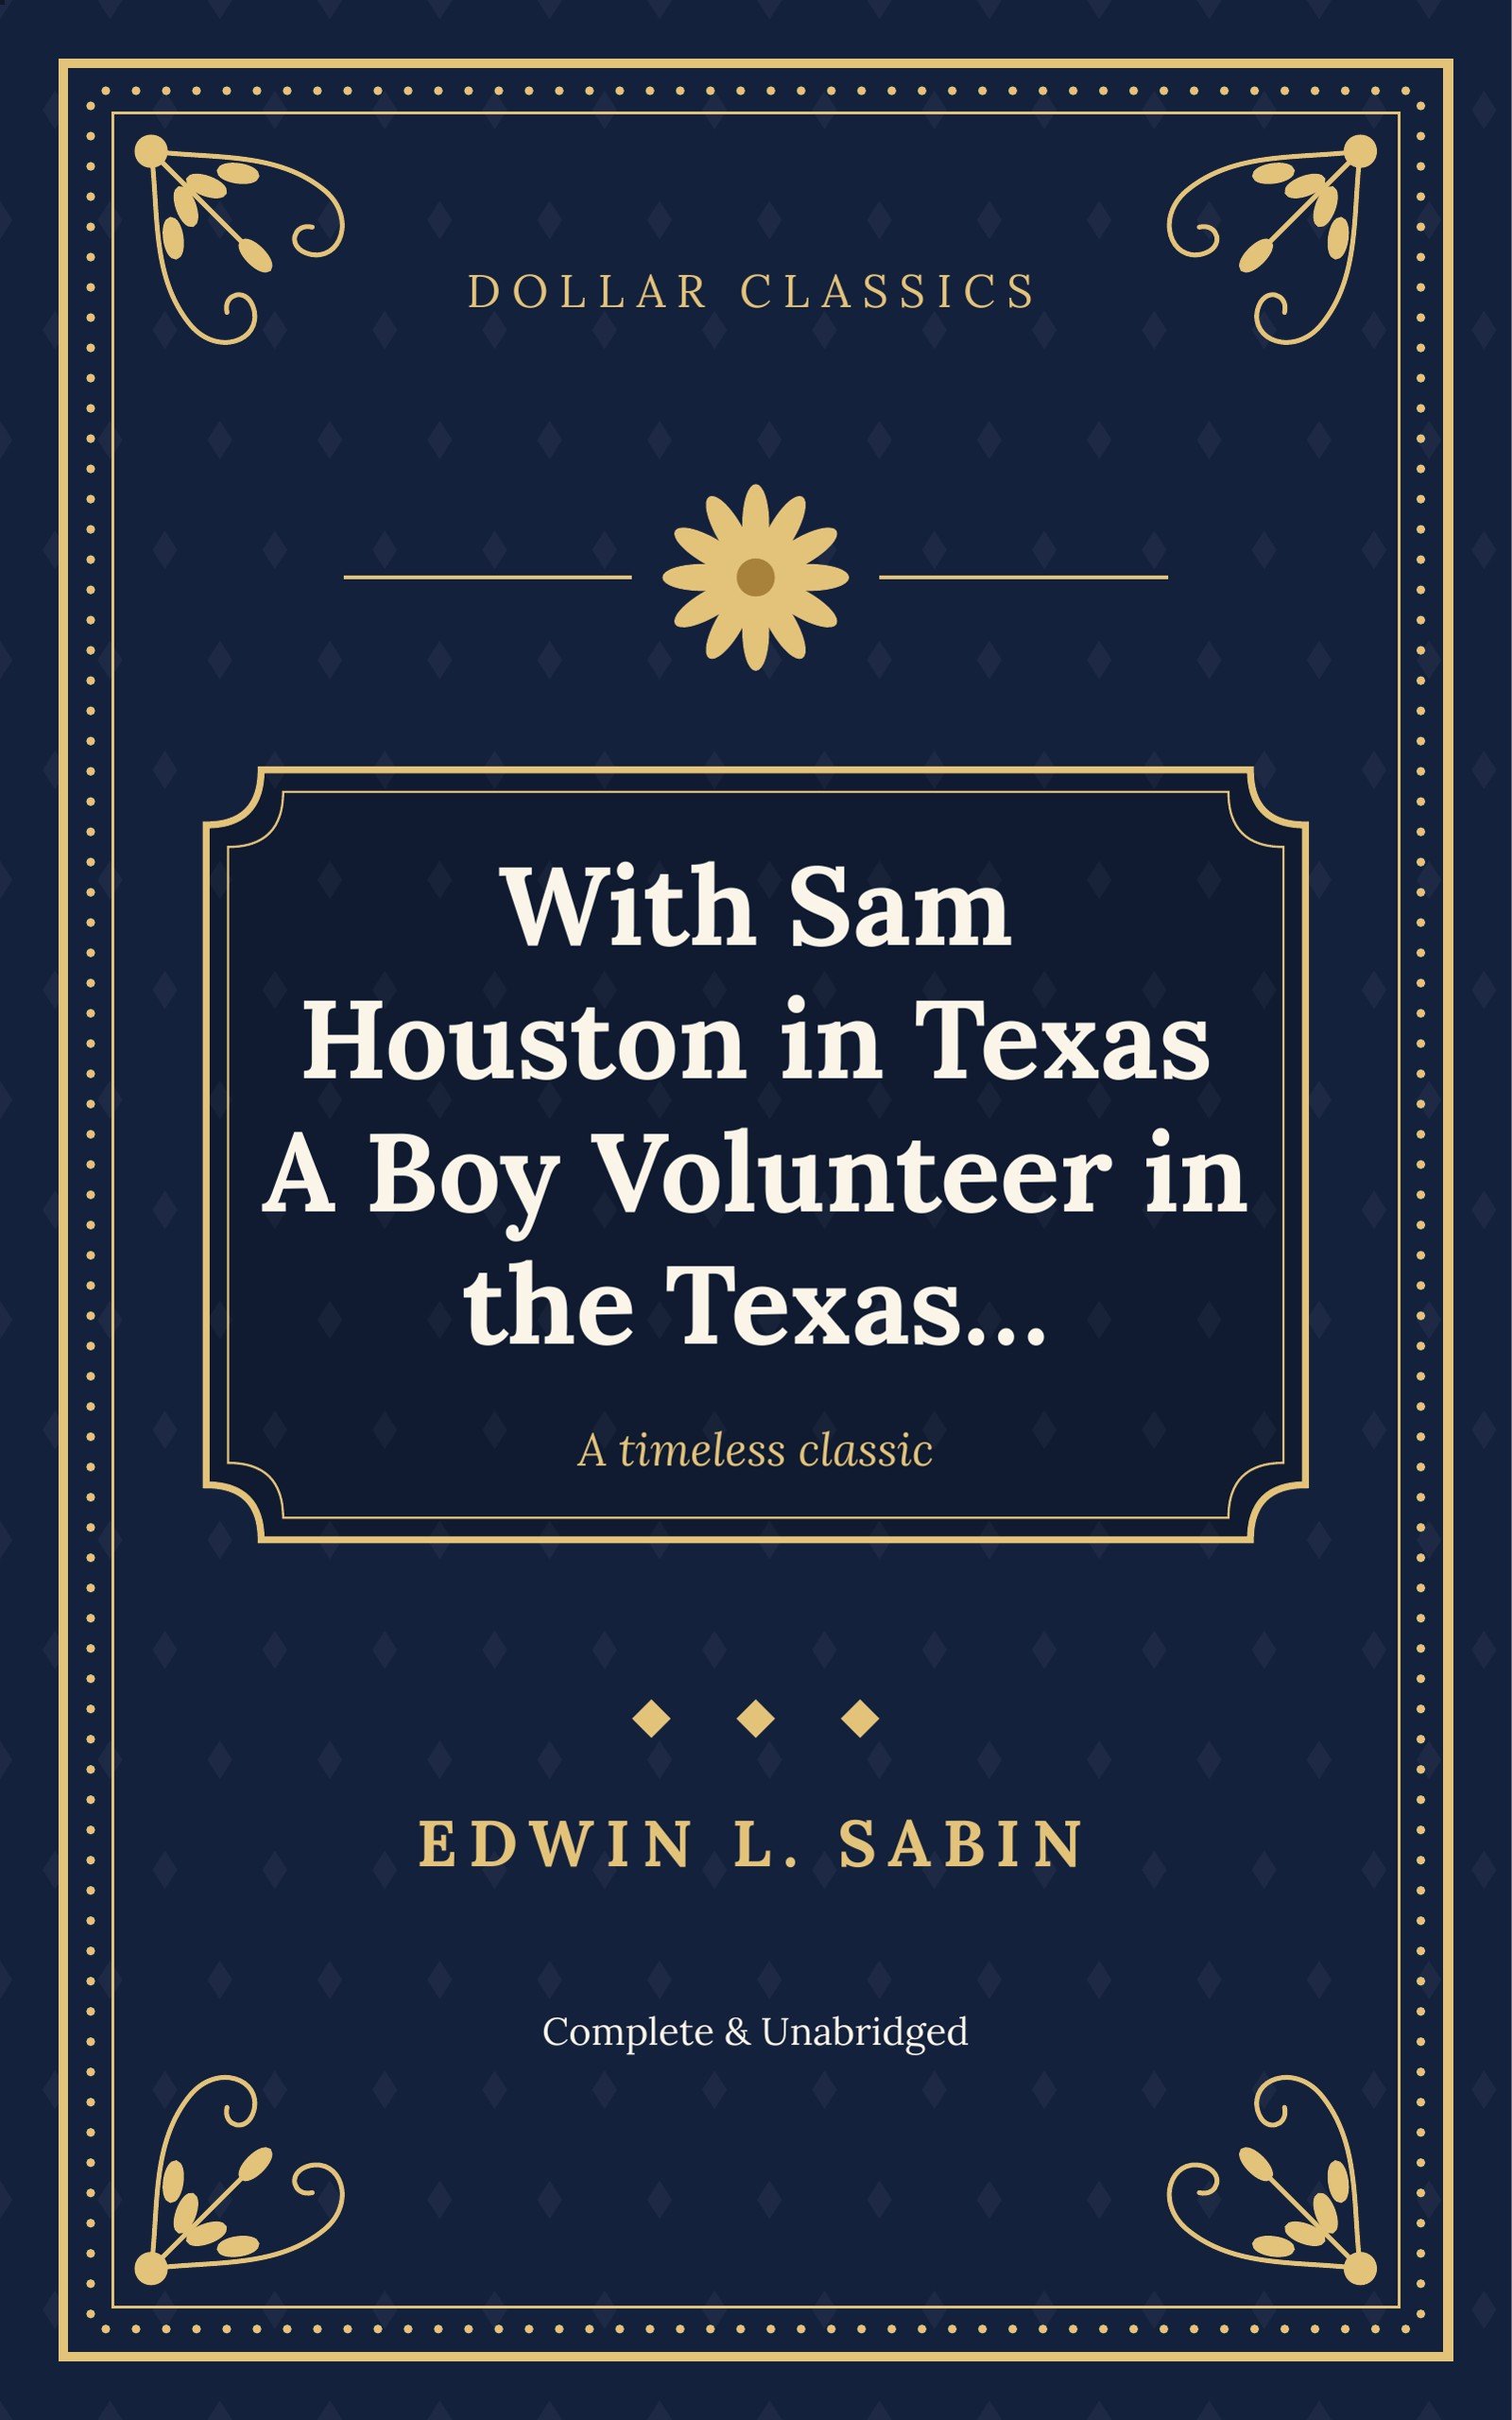 DOLLAR CLASSICS
With Sam
Houston in Texas
A Boy Volunteer in
the Texas...
A timeless classic
EDWIN L. SABIN
Complete & Unabridged